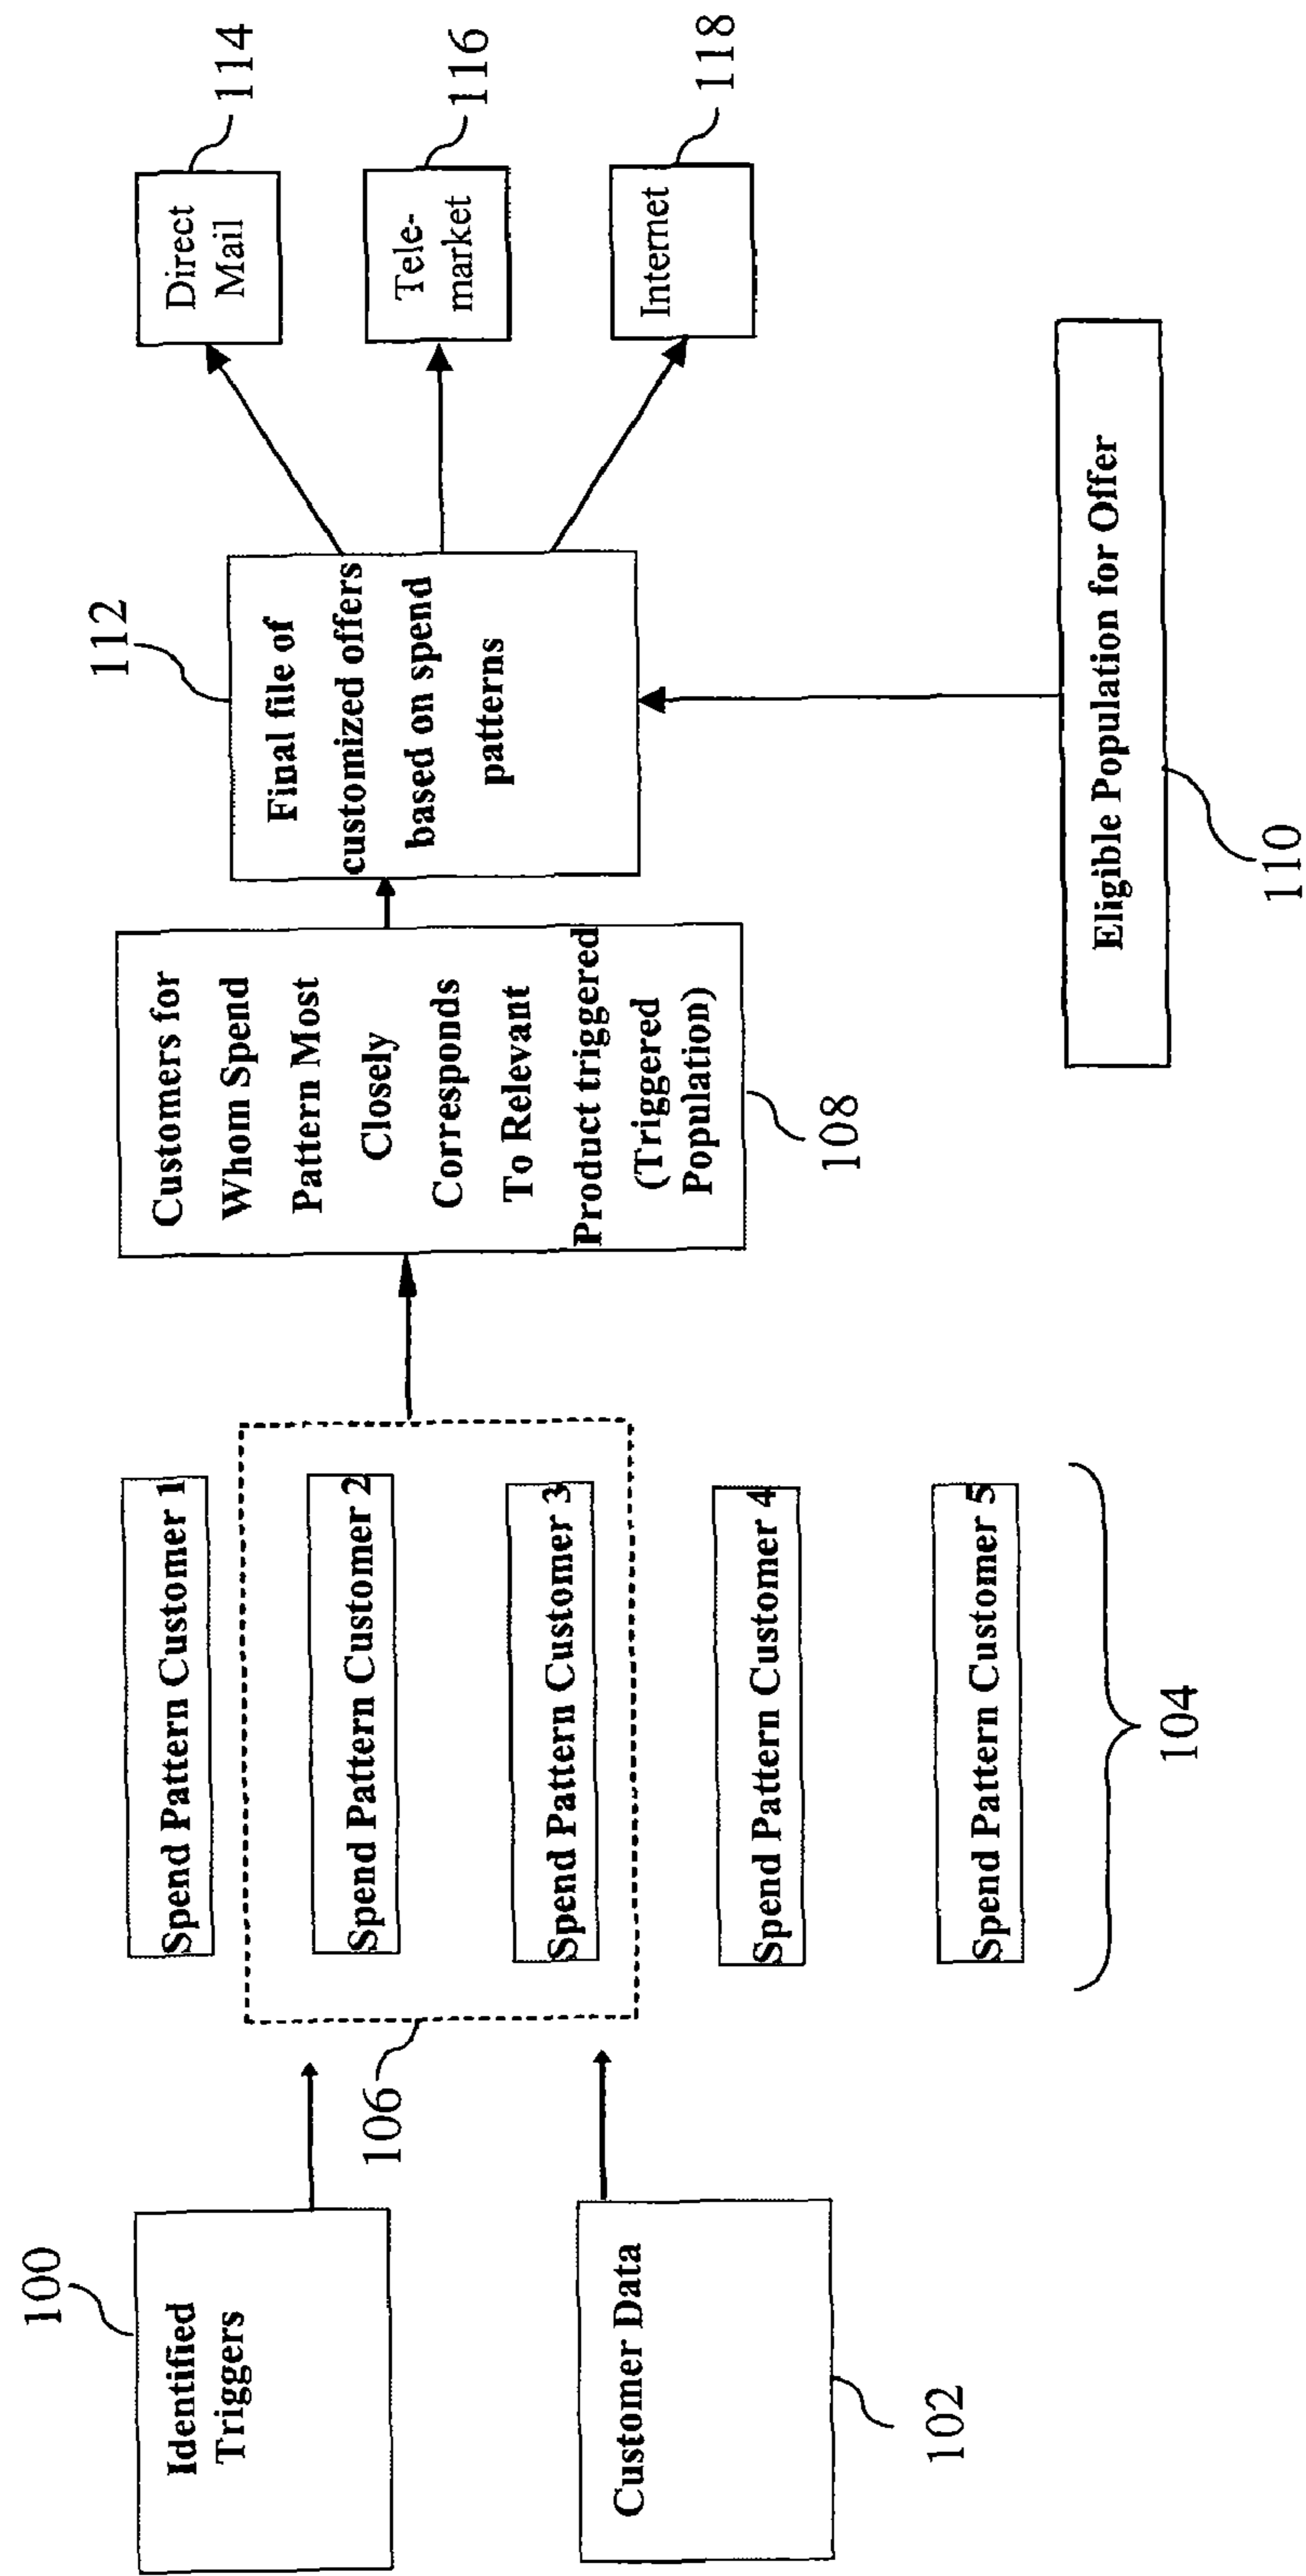 100
Identified
Triggers
Customer Data
102
106
Spend Pattern Customer 1
Spend Pattern Customer 2
Spend Pattern Customer 3
Spend Pattern Customer 4
Spend Pattern Customer 5
104
Customers for
Whom Spend
Pattern Most
Closely
Corresponds
To Relevant
Product triggered
(Triggered
Population)
108
112
Final file of
customized offers
based on spend
patterns
Eligible Population for Offer
110
Direct
Mail
114
Tele-
market
116
Internet
118